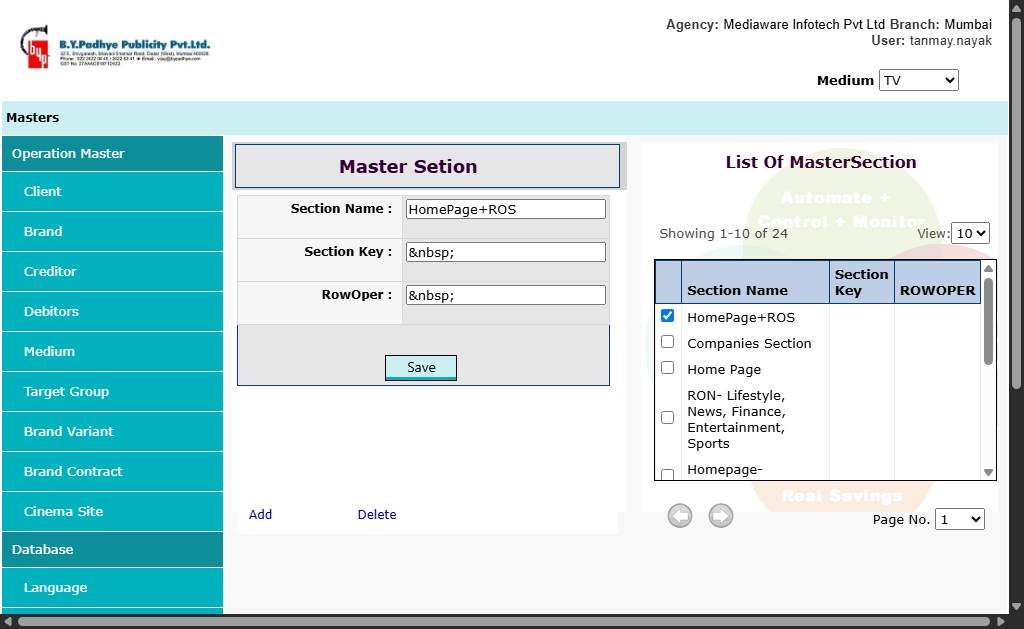 Agency: Mediaware Infotech Pvt Ltd Branch: Mumbai
User: tanmay.nayak
B.Y.Padhye Publicity Pvt.Ltd.
Medium TV
Masters
Operation Master
Client
Brand
Creditor
Debitors
Medium
Target Group
Brand Variant
Brand Contract
Cinema Site
Database
Language
Master Setion
Section Name : HomePage+ROS
Section Key : &nbsp;
RowOper : &nbsp;
Save
Add Delete
List Of MasterSection
Automate +
Control + Monitor
Showing 1-10 of 24 View: 10
Section Name Section Key ROWOPER
HomePage+ROS
Companies Section
Home Page
RON- Lifestyle,
News, Finance,
Entertainment,
Sports
Homepage-
Real Savings
Page No. 1